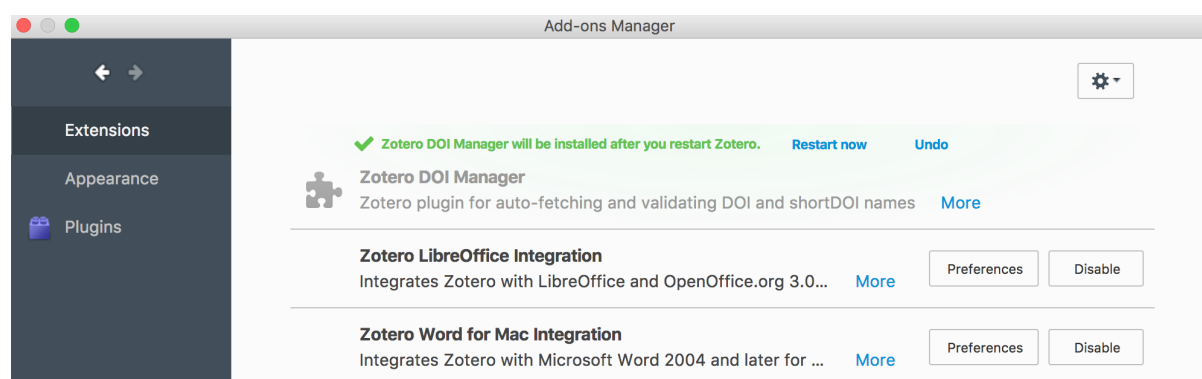 Add-ons Manager
Extensions
Appearance
Plugins
Zotero DOI Manager will be installed after you restart Zotero. Restart now Undo
Zotero DOI Manager
Zotero plugin for auto-fetching and validating DOI and shortDOI names More
Zotero LibreOffice Integration
Integrates Zotero with LibreOffice and OpenOffice.org 3.0... More
Preferences Disable
Zotero Word for Mac Integration
Integrates Zotero with Microsoft Word 2004 and later for ... More
Preferences Disable